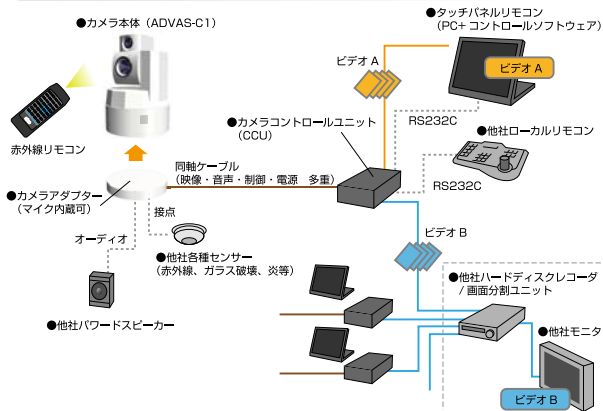 ●カメラ本体（ADVAS-C1）
赤外線リモコン
●カメラアダプター
（マイク内蔵可）
オーディオ
接点
●他社各種センサー
（赤外線、ガラス破壊、炎等）
●他社パワードスピーカー
同軸ケーブル
（映像・音声・制御・電源　多重）
●カメラコントロールユニット
（CCU）
ビデオ A
●タッチパネルリモコン
（PC＋コントロールソフトウェア）
ビデオ A
RS232C
●他社ローカルリモコン
RS232C
ビデオ B
●他社ハードディスクレコーダ
/ 画面分割ユニット
●他社モニタ
ビデオ B